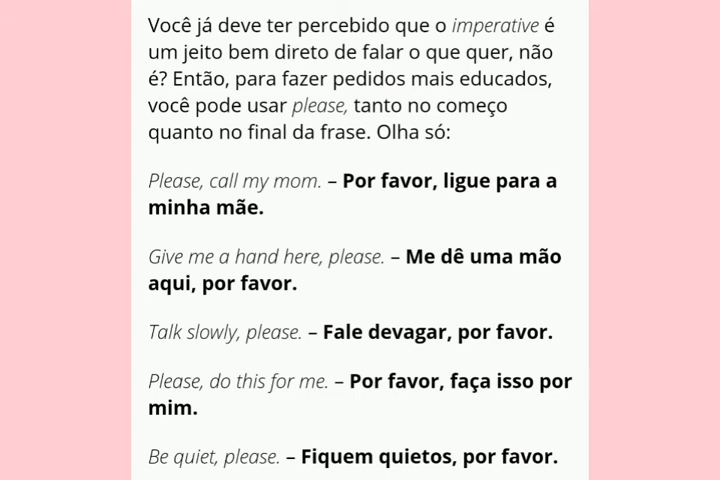 Você já deve ter percebido que o imperative é
um jeito bem direto de falar o que quer, não
é? Então, para fazer pedidos mais educados,
você pode usar please, tanto no começo
quanto no final da frase. Olha só:
Please, call my mom. – Por favor, ligue para a
minha mãe.
Give me a hand here, please. – Me dê uma mão
aqui, por favor.
Talk slowly, please. – Fale devagar, por favor.
Please, do this for me. – Por favor, faça isso por
mim.
Be quiet, please. – Fiquem quietos, por favor.